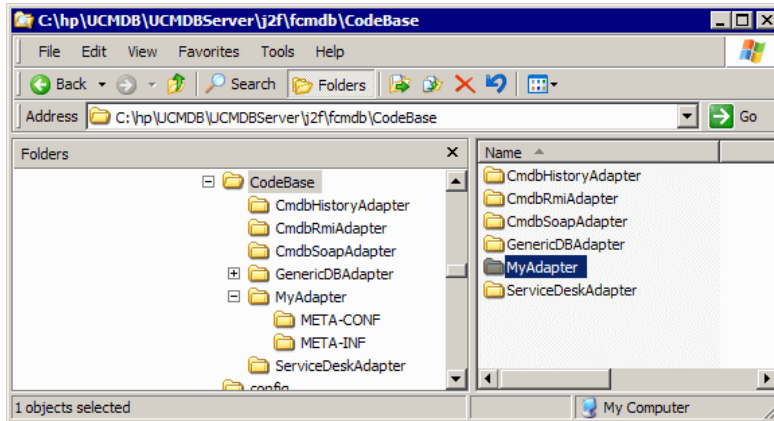 C:\hp\UCMDB\UCMDBServer\j2f\fcmdb\CodeBase
File Edit View Favorites Tools Help
Back Search Folders
Address C:\hp\UCMDB\UCMDBServer\j2f\fcmdb\CodeBase Go
Folders
CodeBase
CmdbHistoryAdapter
CmdbRmiAdapter
CmdbSoapAdapter
GenericDBAdapter
MyAdapter
META-CONF
META-INF
ServiceDeskAdapter
config
Name
CmdbHistoryAdapter
CmdbRmiAdapter
CmdbSoapAdapter
GenericDBAdapter
MyAdapter
ServiceDeskAdapter
1 objects selected
My Computer